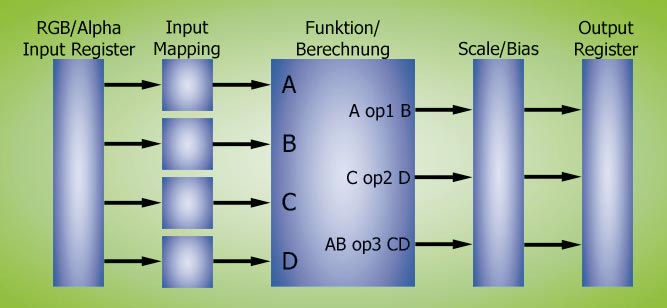 RGB/Alpha
Input Register
Input
Mapping
Funktion/
Berechnung
Scale/Bias
Output
Register
A
B
C
D
A op1 B
C op2 D
AB op3 CD